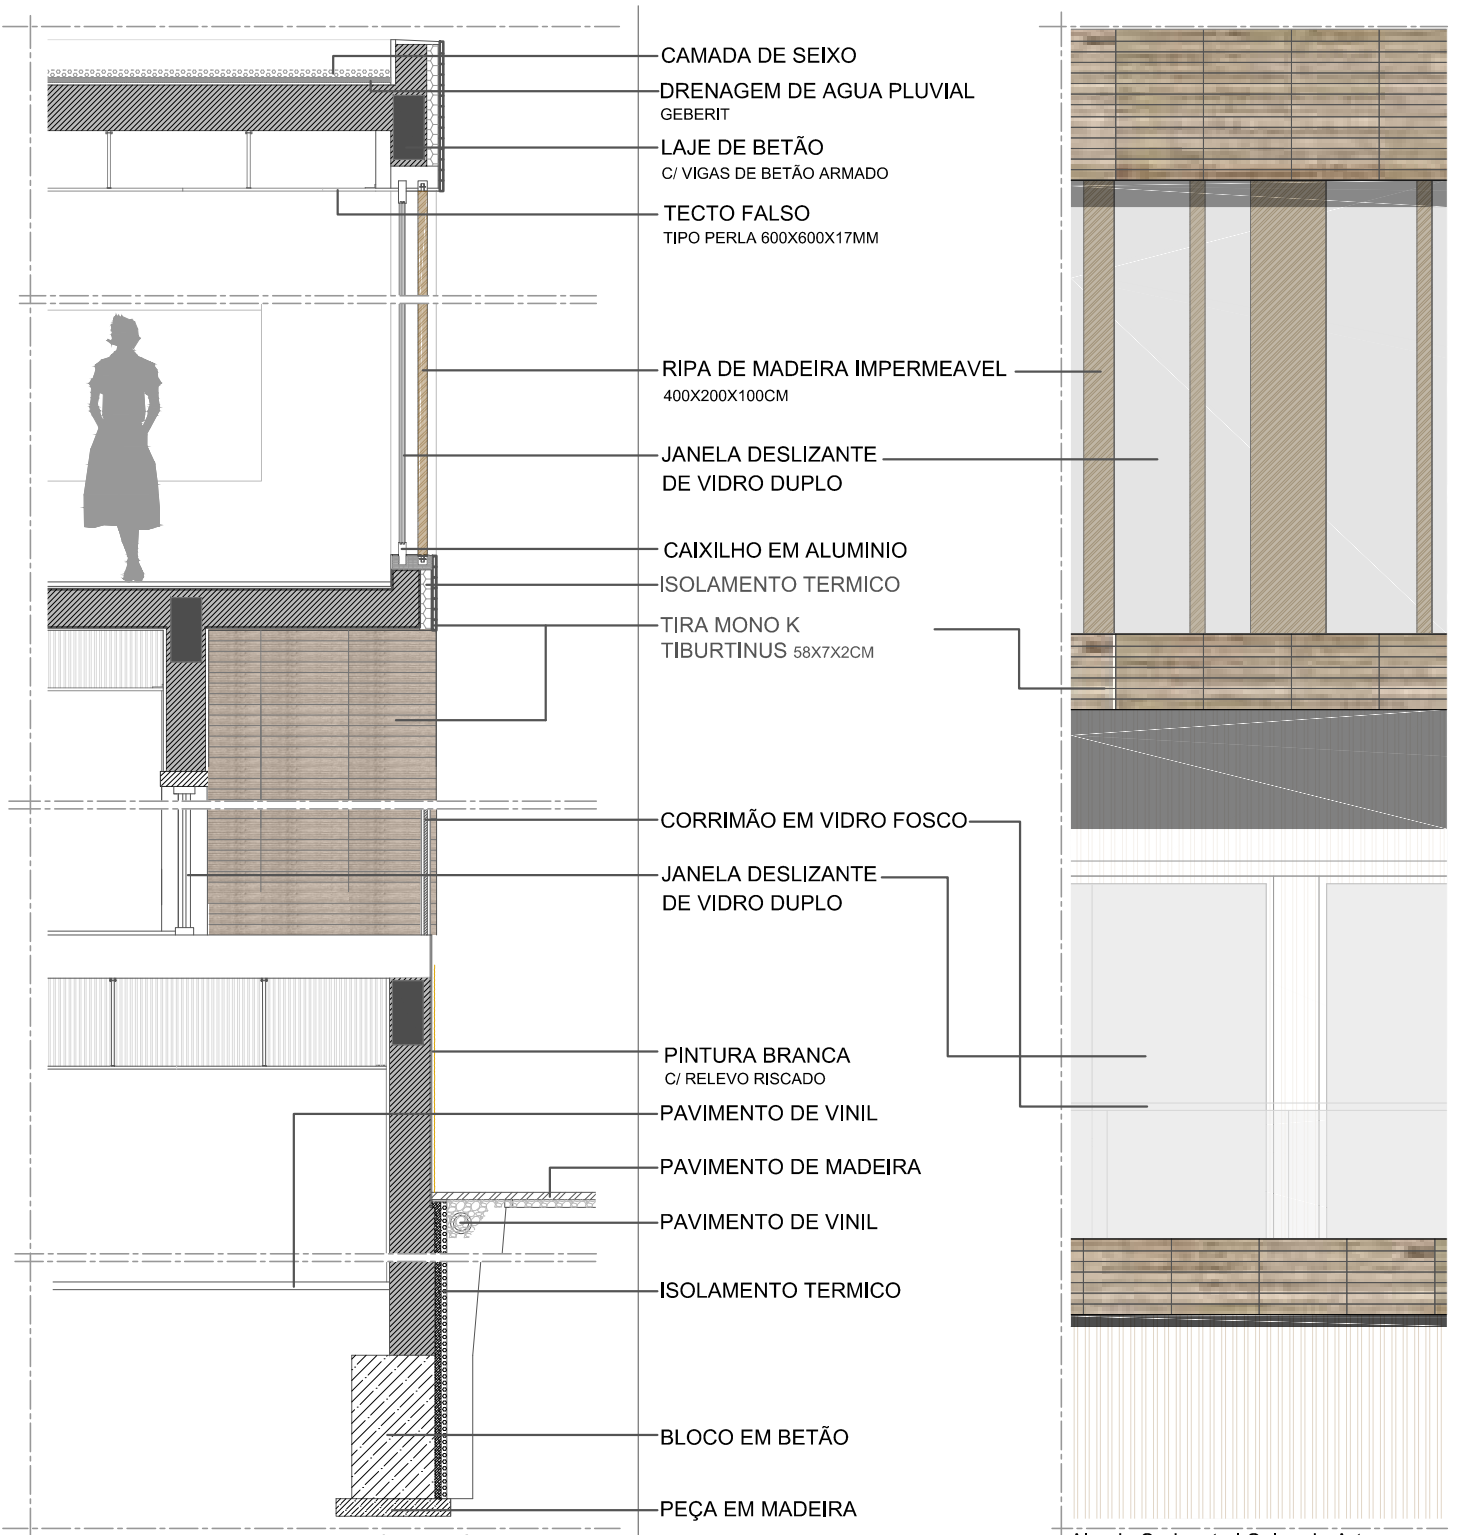 CAMADA DE SEIXO
DRENAGEM DE AGUA PLUVIAL
GEBERIT
LAJE DE BETÃO
C/ VIGAS DE BETÃO ARMADO
TECTO FALSO
TIPO PERLA 600X600X17MM
RIPA DE MADEIRA IMPERMEAVEL
400X200X100CM
JANELA DESLIZANTE
DE VIDRO DUPLO
CAIXILHO EM ALUMINIO
ISOLAMENTO TERMICO
TIRA MONO K
TIBURTINUS 58X7X2CM
CORRIMÃO EM VIDRO FOSCO
JANELA DESLIZANTE
DE VIDRO DUPLO
PINTURA BRANCA
C/ RELEVO RISCADO
PAVIMENTO DE VINIL
PAVIMENTO DE MADEIRA
PAVIMENTO DE VINIL
ISOLAMENTO TERMICO
BLOCO EM BETÃO
PEÇA EM MADEIRA